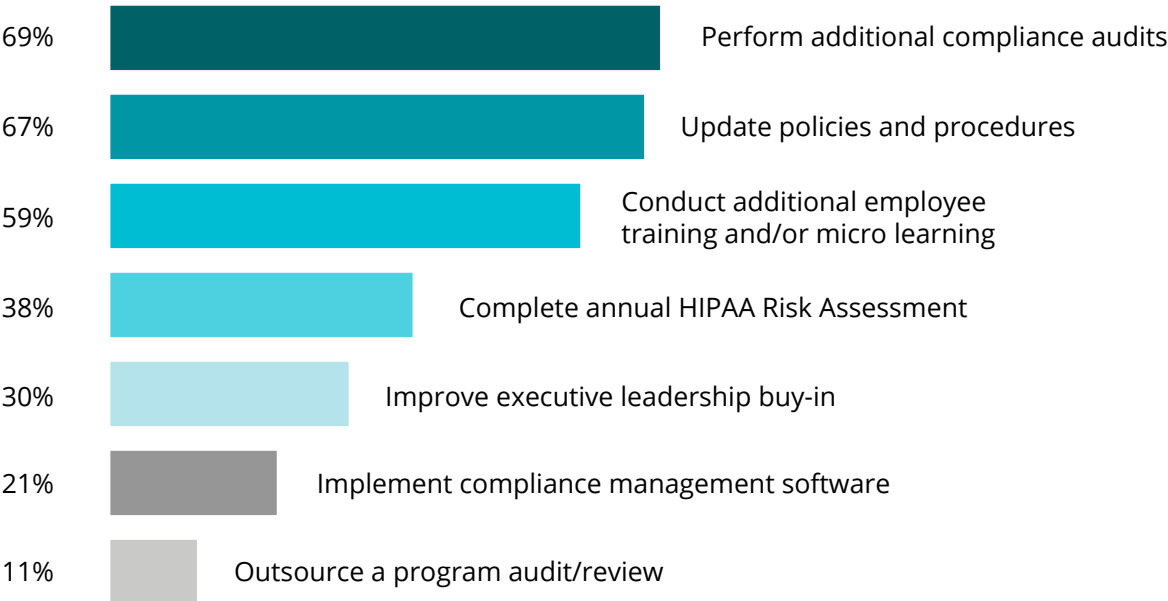 69%
Perform additional compliance audits
67%
Update policies and procedures
59%
Conduct additional employee
training and/or micro learning
38%
Complete annual HIPAA Risk Assessment
30%
Improve executive leadership buy-in
21%
Implement compliance management software
11%
Outsource a program audit/review